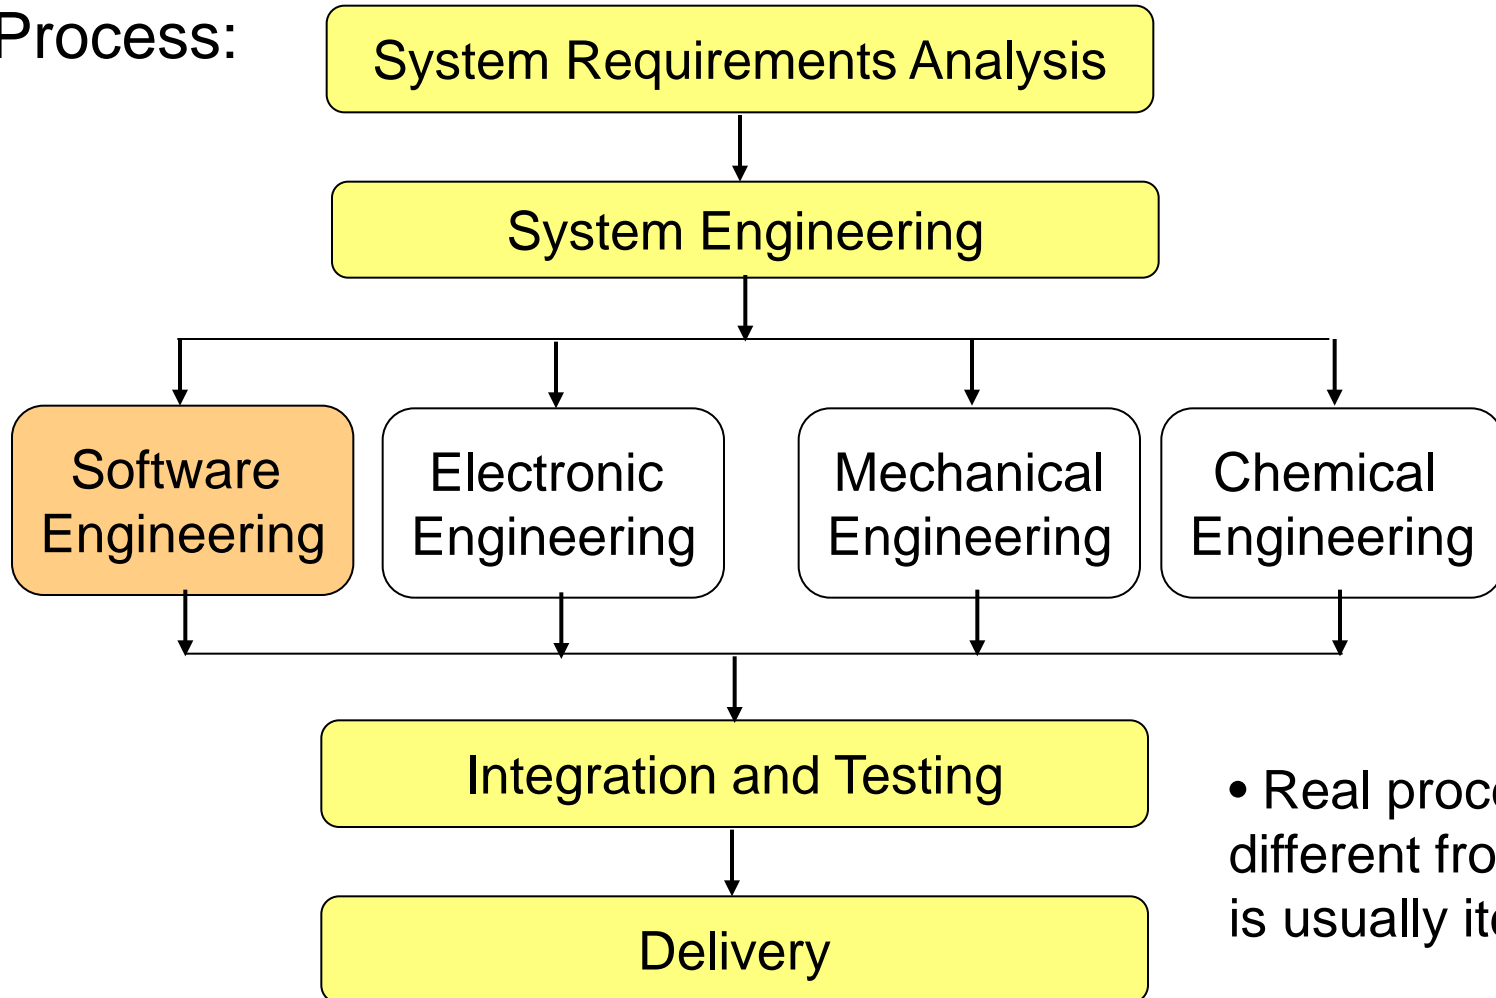 Process:
System Requirements Analysis
System Engineering
Software
Engineering
Electronic
Engineering
Mechanical
Engineering
Chemical
Engineering
Integration and Testing
• Real
different
is usually
Delivery